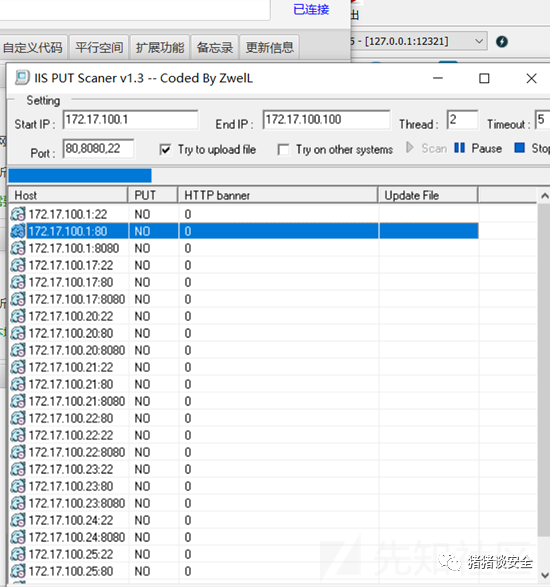 已连接
出
自定义代码 平行空间 扩展功能 备忘录 更新信息
5 - [127.0.0.1:12321]
IIS PUT Scaner v1.3 -- Coded By ZwelL
Setting
Start IP : 172.17.100.1 End IP : 172.17.100.100 Thread : 2 Timeout : 5
Port : 80,8080,22 Try to upload file Try on other systems Scan Pause Stop
Host PUT HTTP banner Update File
172.17.100.1:22 NO 0
172.17.100.1:80 NO 0
172.17.100.1:8080 NO 0
172.17.100.17:22 NO 0
172.17.100.17:80 NO 0
172.17.100.17:8080 NO 0
172.17.100.20:22 NO 0
172.17.100.20:80 NO 0
172.17.100.20:8080 NO 0
172.17.100.21:22 NO 0
172.17.100.21:80 NO 0
172.17.100.21:8080 NO 0
172.17.100.22:80 NO 0
172.17.100.22:22 NO 0
172.17.100.22:8080 NO 0
172.17.100.23:22 NO 0
172.17.100.23:80 NO 0
172.17.100.23:8080 NO 0
172.17.100.24:22 NO 0
172.17.100.24:8080 NO 0
172.17.100.25:22 NO 0
172.17.100.25:80 NO 0
先知社区
猪猪谈安全